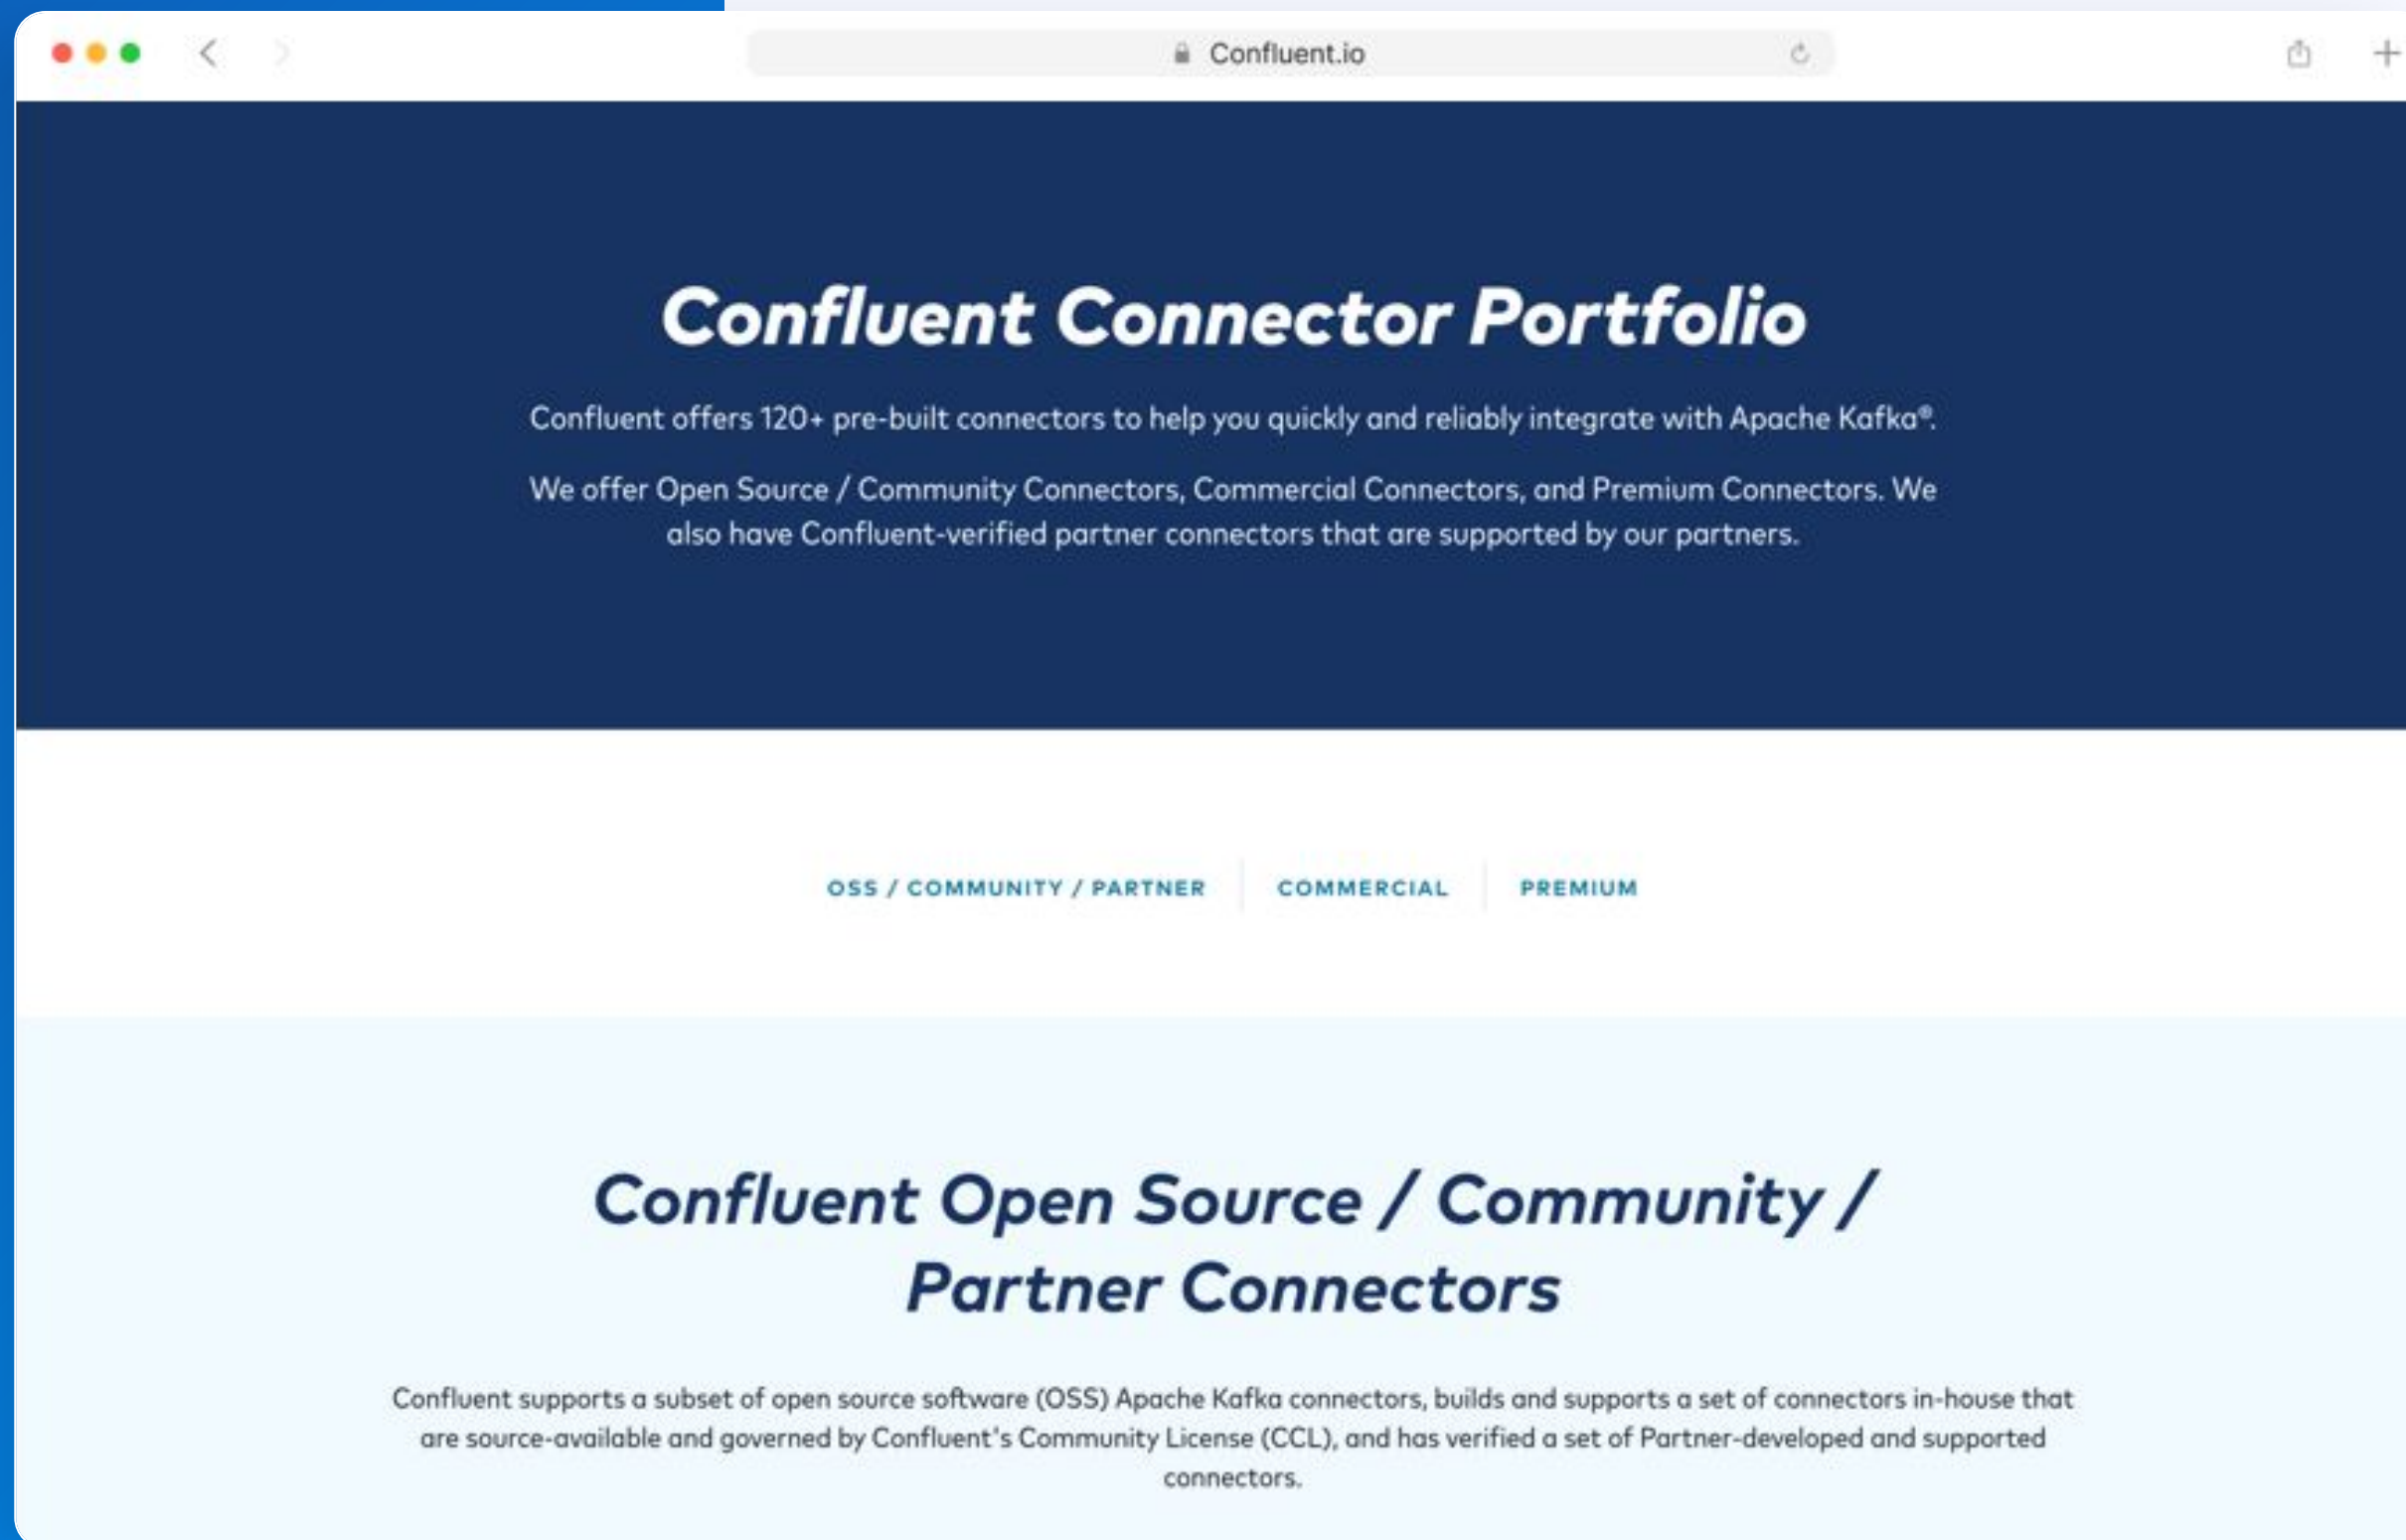 Confluent.io
Confluent Connector Portfolio
Confluent offers 120+ pre-built connectors to help you quickly and reliably integrate with Apache Kafka®.
We offer Open Source / Community Connectors, Commercial Connectors, and Premium Connectors. We
also have Confluent-verified partner connectors that are supported by our partners.
OSS / COMMUNITY / PARTNER COMMERCIAL PREMIUM
Confluent Open Source / Community /
Partner Connectors
Confluent supports a subset of open source software (OSS) Apache Kafka connectors, builds and supports a set of connectors in-house that
are source-available and governed by Confluent's Community License (CCL), and has verified a set of Partner-developed and supported
connectors.